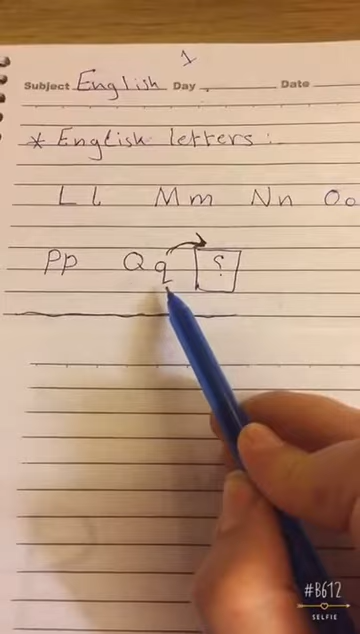 1
Subject English Day . Date
* English letters :
L l M m N n O o
P p Q q ?
#B612
SELFIE